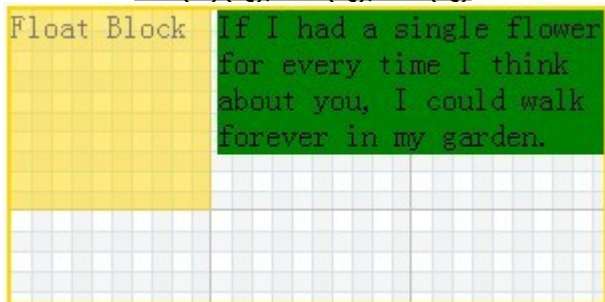 Float Block
If I had a single flower
for every time I think
about you, I could walk
forever in my garden.